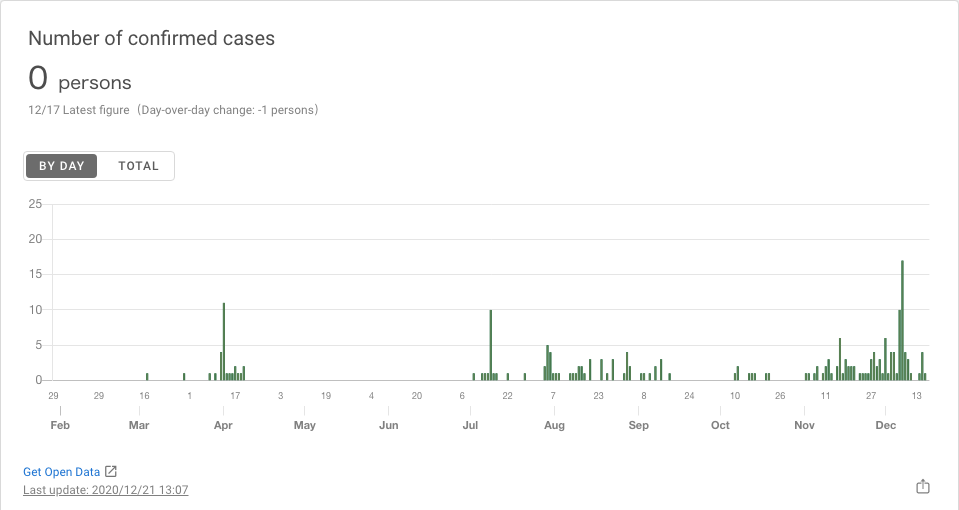 Number of confirmed cases
0 persons
12/17 Latest figure (Day-over-day change: -1 persons)
BY DAY TOTAL
25
20
15
10
5
0
29 29 16 1 17 3 19 4 20 6 22 7 23 8 24 10 26 11 27 13
Feb Mar Apr May Jun Jul Aug Sep Oct Nov Dec
Get Open Data
Last update: 2020/12/21 13:07